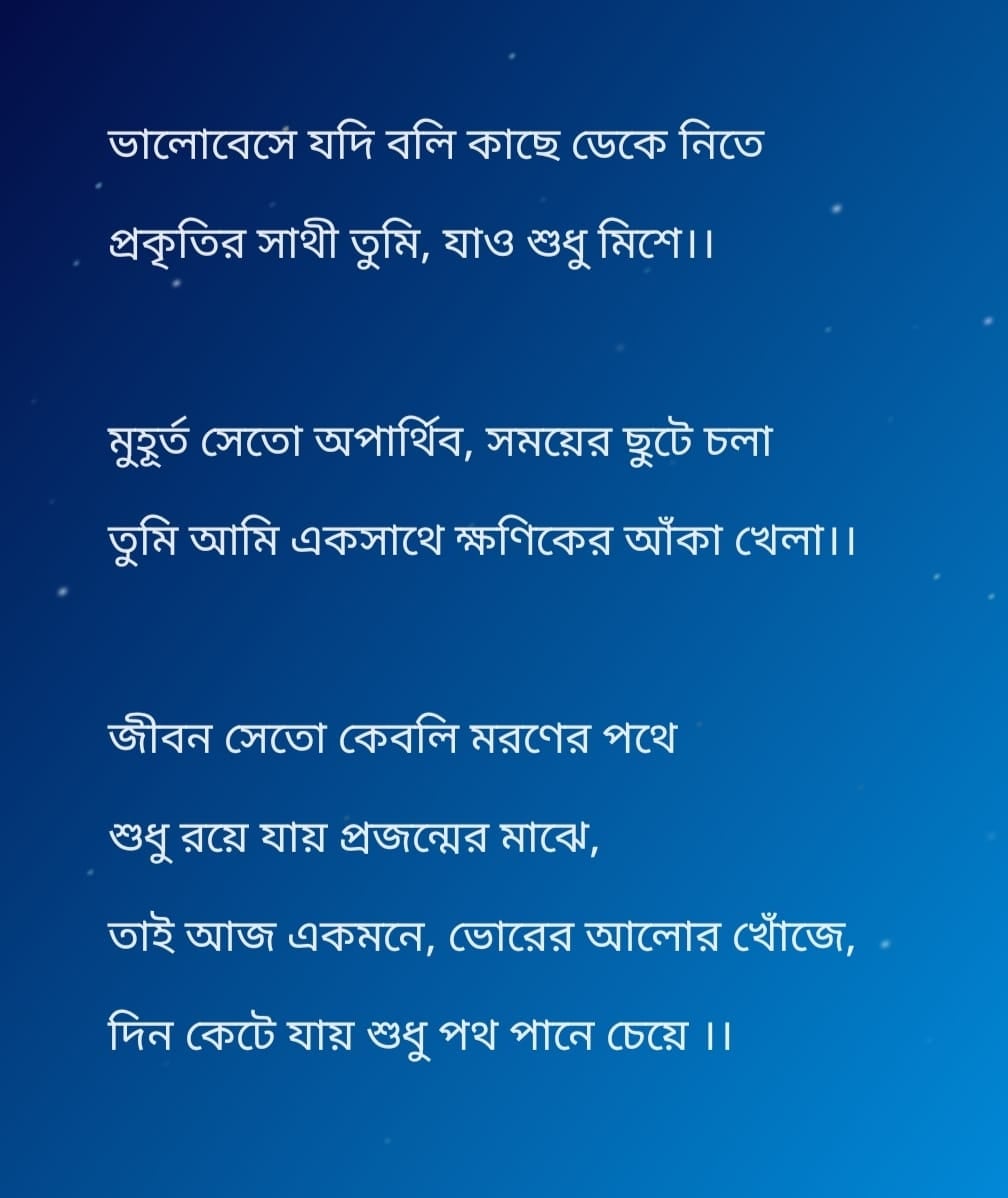 ভালোবেসে যদি বলি কাছে ডেকে নিতে
প্রকৃতির সাথী তুমি, যাও শুধু মিশে।।
মুহূর্ত সেতো অপার্থিব, সময়ের ছুটে চলা
তুমি আমি একসাথে ক্ষণিকের আঁকা খেলা।।
জীবন সেতো কেবলি মরণের পথে
শুধু রয়ে যায় প্রজন্মের মাঝে,
তাই আজ একমনে, ভোরের আলোর খোঁজে,
দিন কেটে যায় শুধু পথ পানে চেয়ে ।।